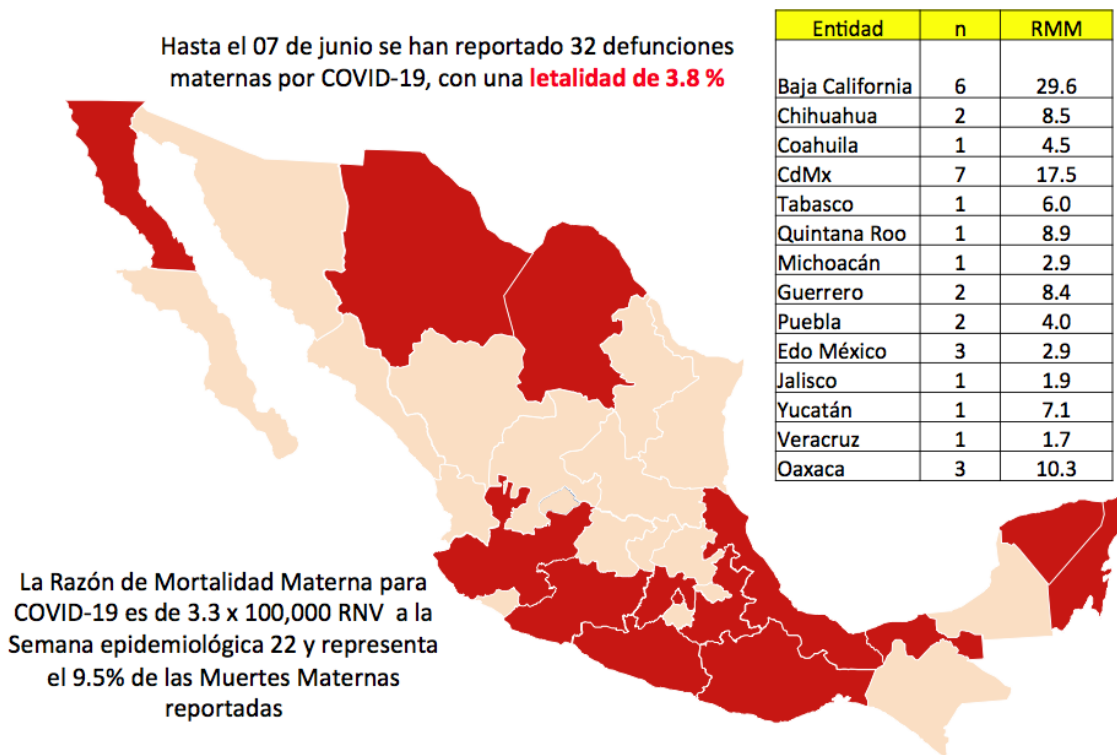 Hasta el 07 de junio se han reportado 32 defunciones
maternas por COVID-19, con una letalidad de 3.8 %
Entidad n RMM
Baja California 6 29.6
Chihuahua 2 8.5
Coahuila 1 4.5
CdMx 7 17.5
Tabasco 1 6.0
Quintana Roo 1 8.9
Michoacán 1 2.9
Guerrero 2 8.4
Puebla 2 4.0
Edo México 3 2.9
Jalisco 1 1.9
Yucatán 1 7.1
Veracruz 1 1.7
Oaxaca 3 10.3
La Razón de Mortalidad Materna para
COVID-19 es de 3.3 x 100,000 RNV a la
Semana epidemiológica 22 y representa
el 9.5% de las Muertes Maternas
reportadas